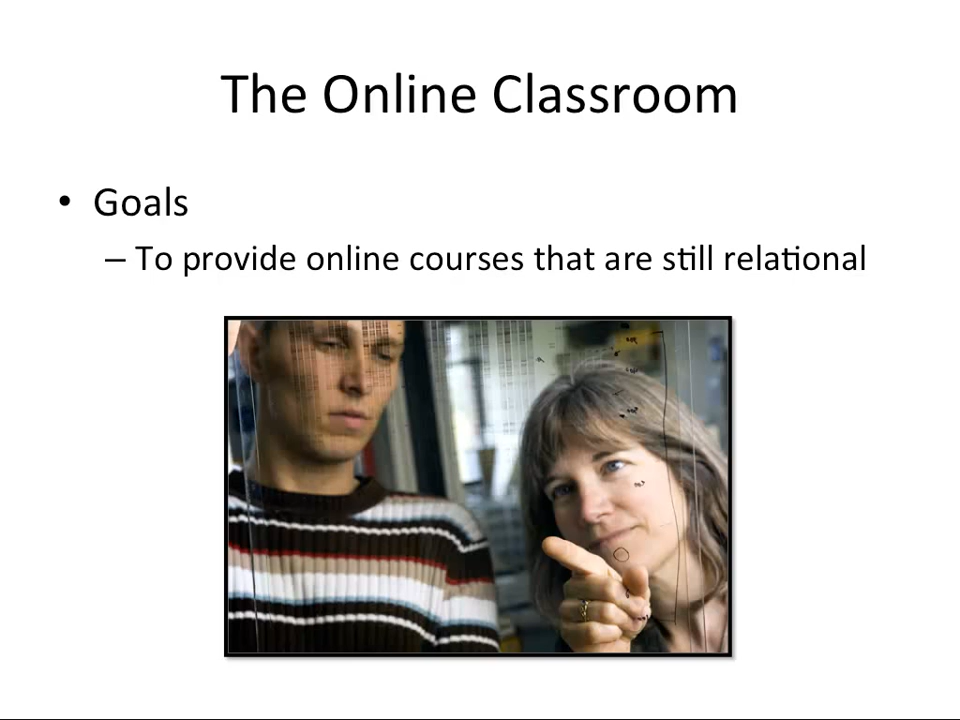 The Online Classroom
• Goals
– To provide online courses that are still relational